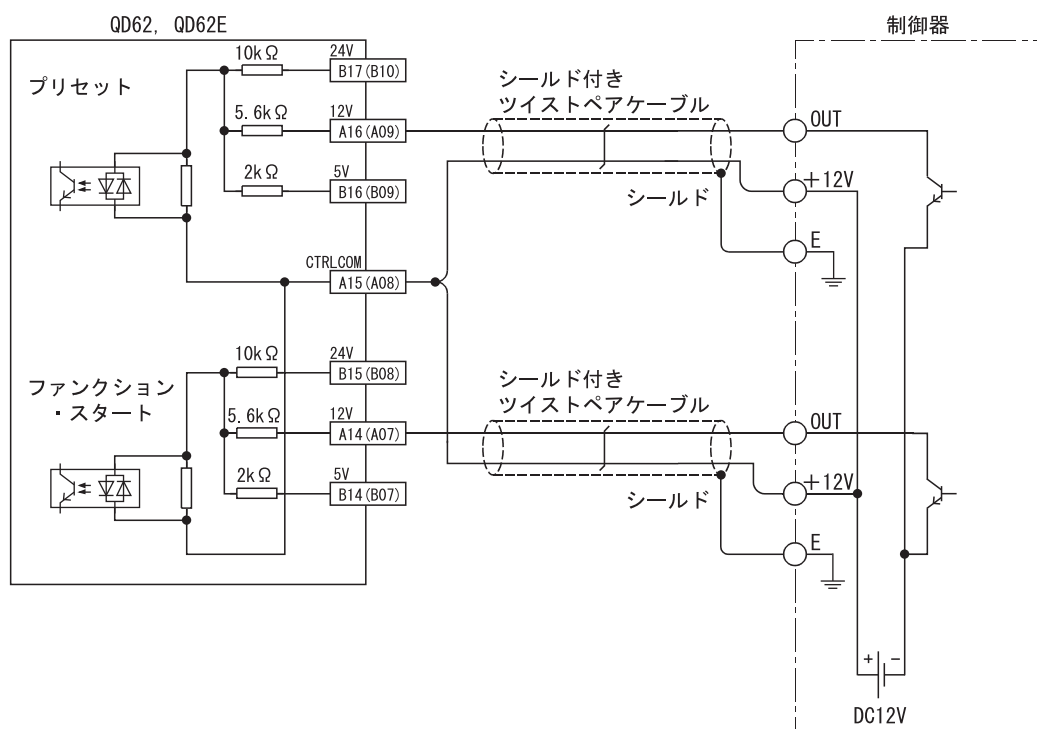 QD62, QD62E
制御器
プリセット
10kΩ
24V
B17(B10)
5.6kΩ
12V
A16(A09)
2kΩ
5V
B16(B09)
シールド付き
ツイストペアケーブル
シールド
OUT
+12V
E
CTRLCOM
A15(A08)
ファンクション
・スタート
10kΩ
24V
B15(B08)
5.6kΩ
12V
A14(A07)
2kΩ
5V
B14(B07)
シールド付き
ツイストペアケーブル
シールド
OUT
+12V
E
+ -
DC12V